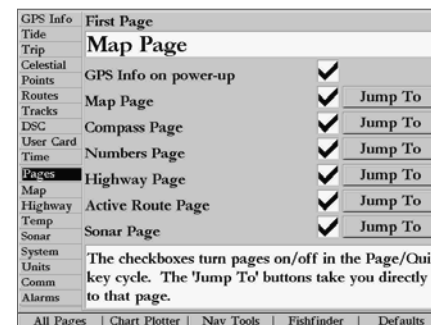 GPS Info
Tide
Trip
Celestial
Points
Routes
Tracks
DSC
User Card
Time
Pages
Map
Highway
Temp
Sonar
System
Units
Comm
Alarms
First Page
Map Page
GPS Info on power-up
Map Page Jump To
Compass Page Jump To
Numbers Page Jump To
Highway Page Jump To
Active Route Page Jump To
Sonar Page Jump To
The checkboxes turn pages on/off in the Page/Qui
key cycle. The 'Jump To' buttons take you directly
to that page.
All Pages | Chart Plotter | Nav Tools | Fishfinder | Defaults